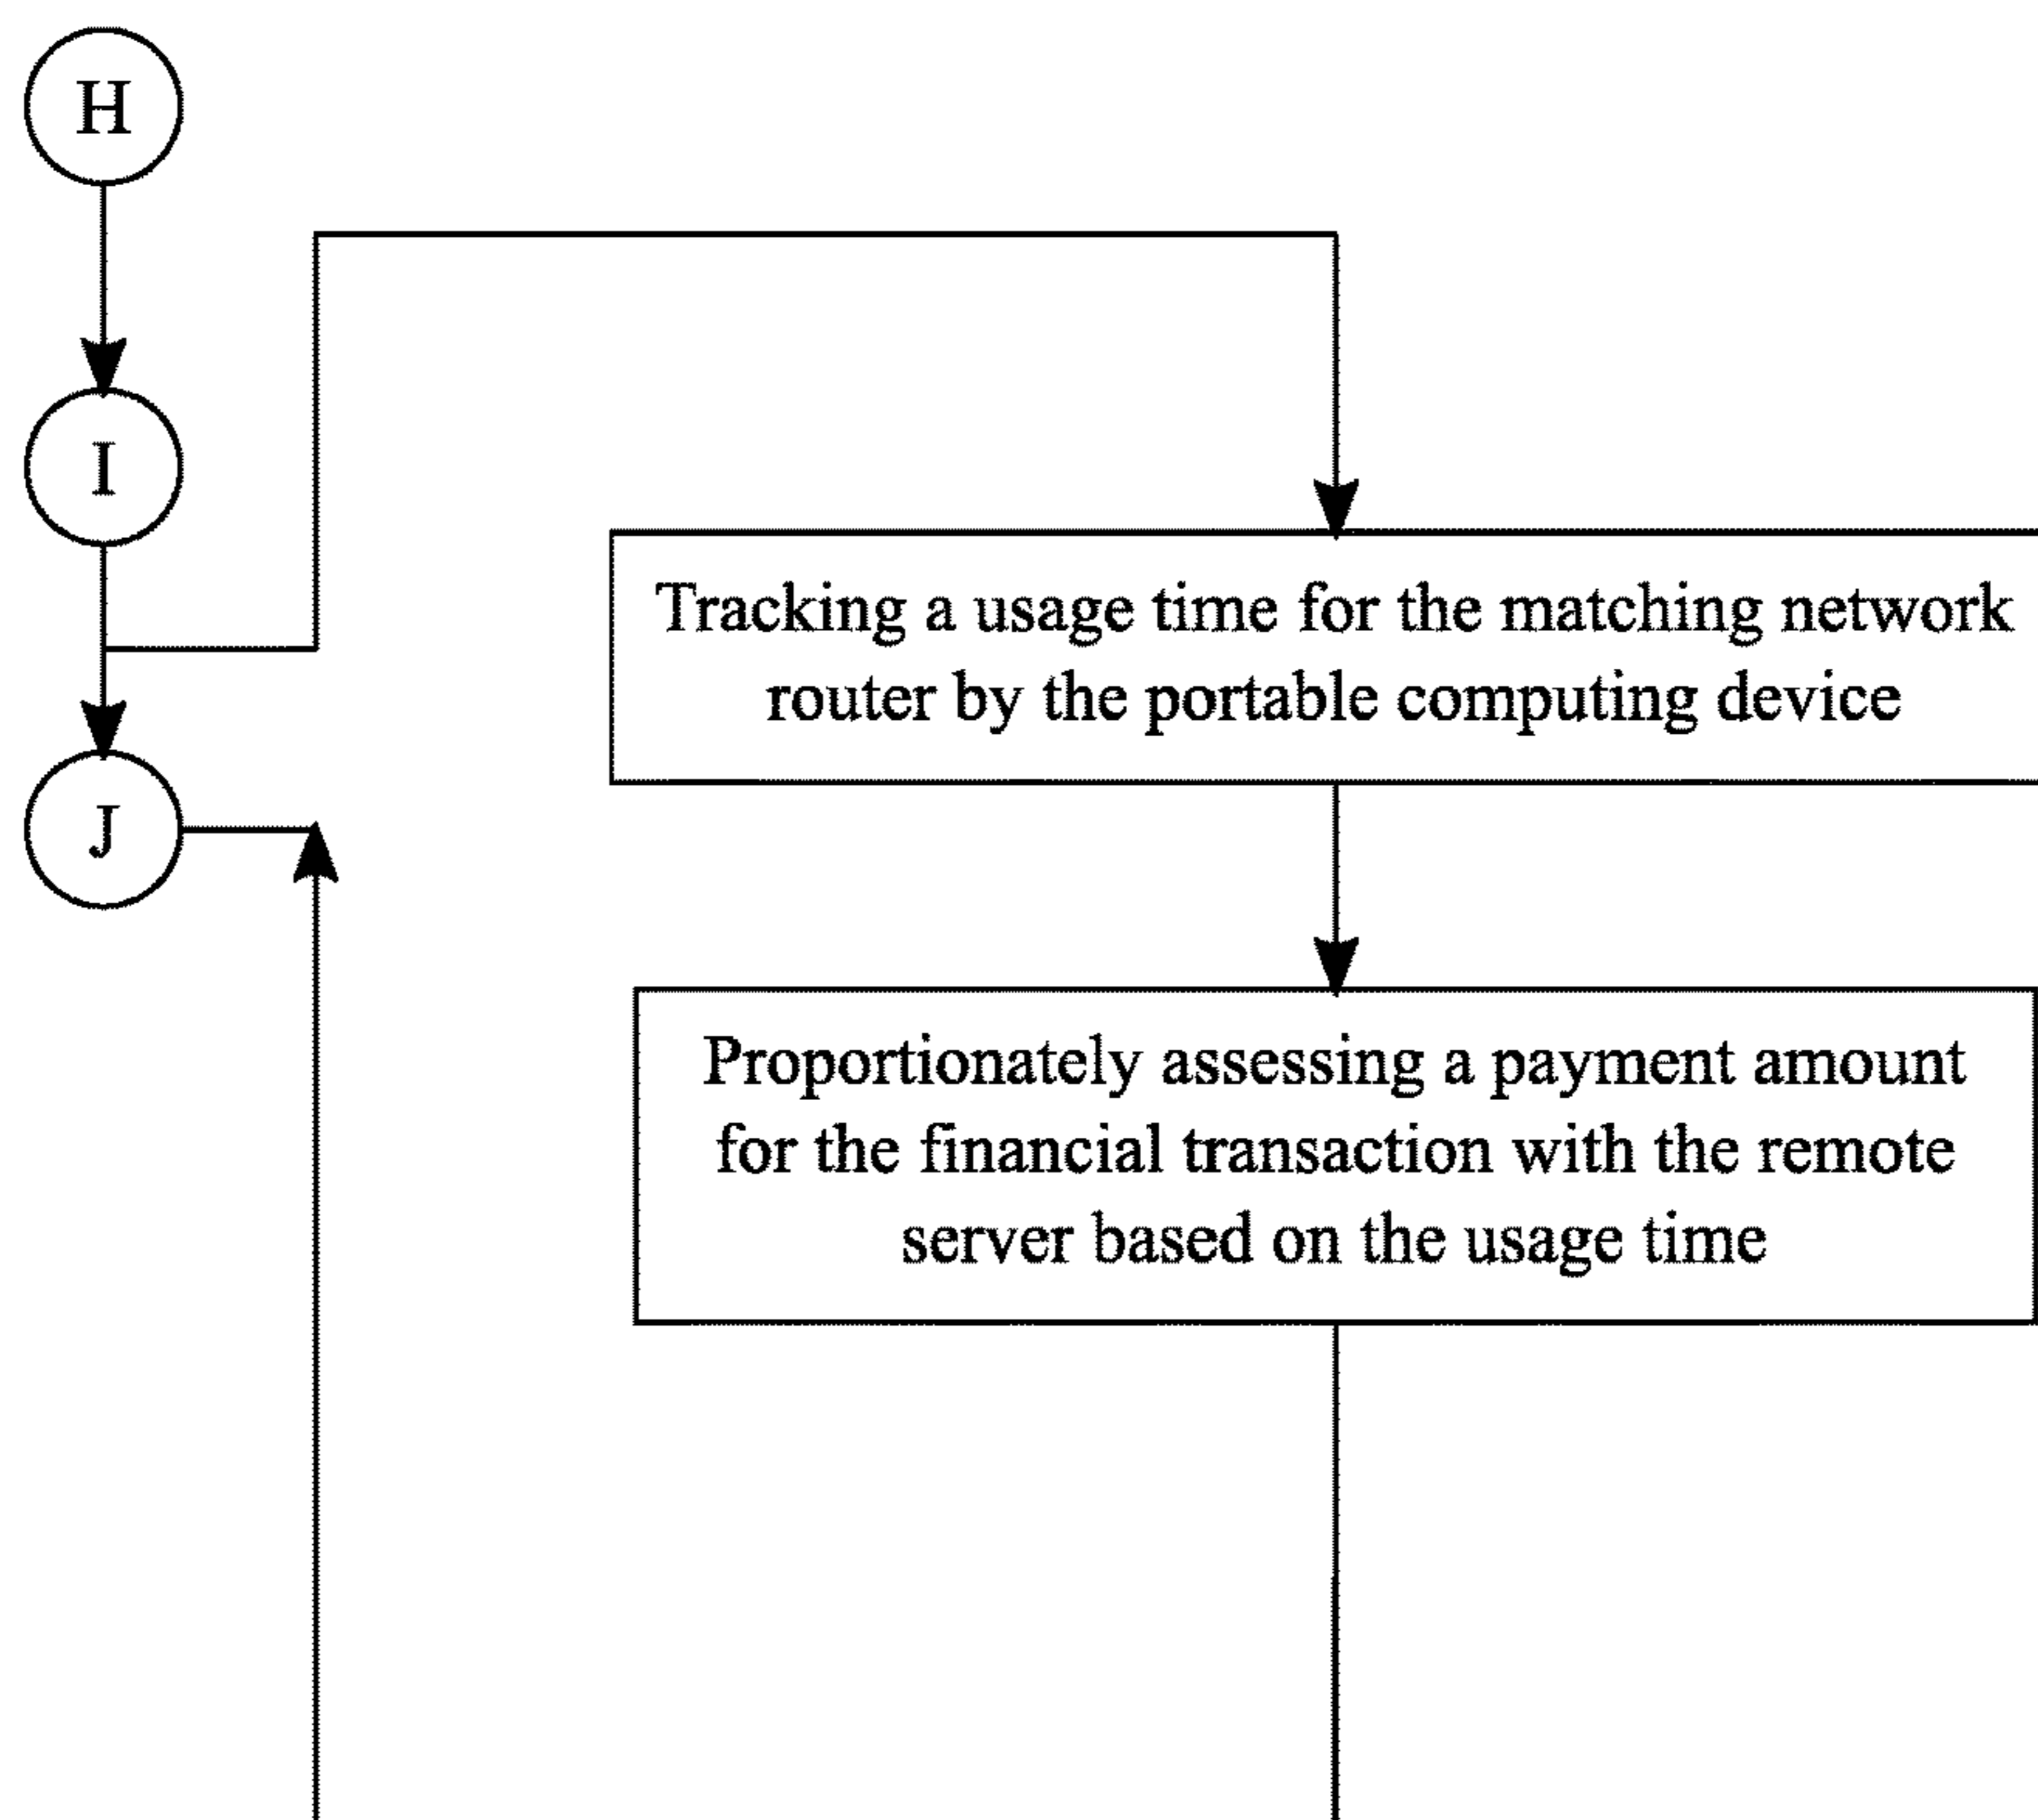 H
I
J
Tracking a usage time for the matching network
router by the portable computing device
Proportionately assessing a payment amount
for the financial transaction with the remote
server based on the usage time